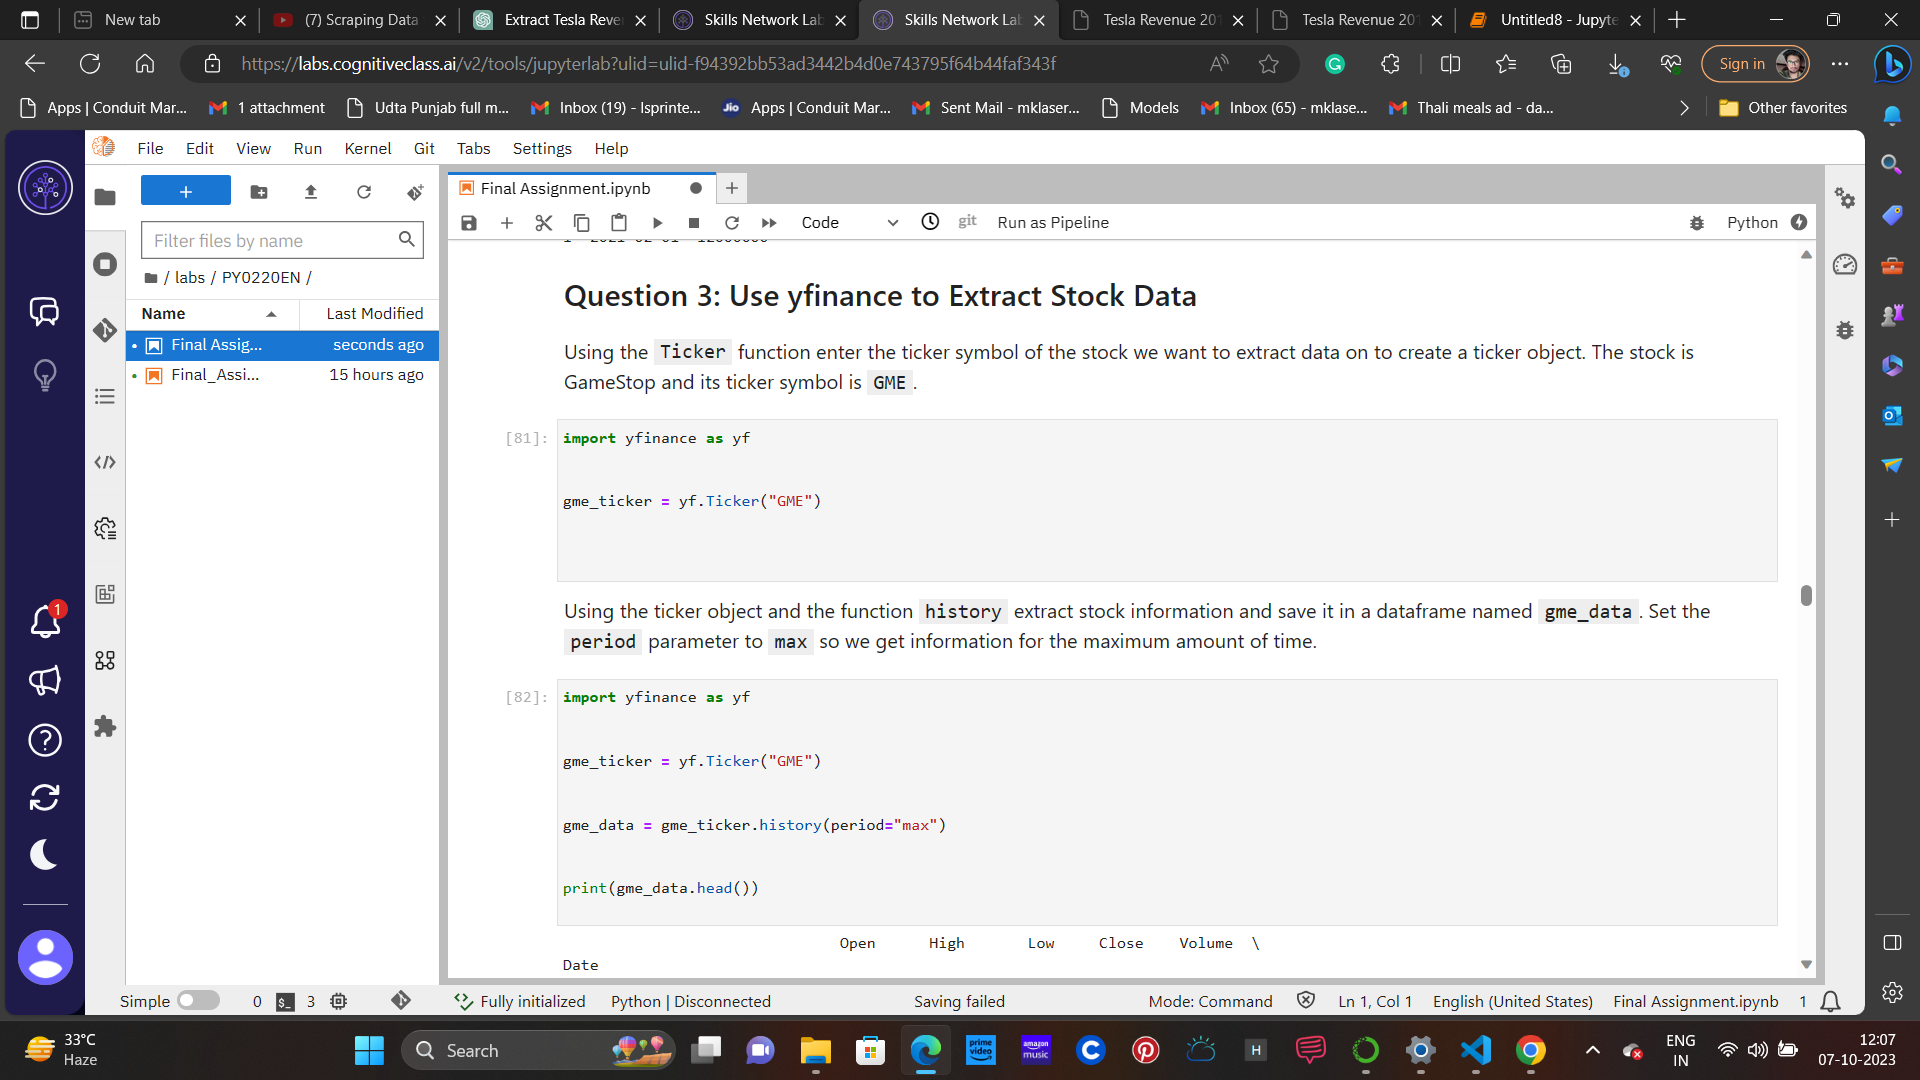 New tab
(7) Scraping Data
Extract Tesla Reve
Skills Network Lab
Skills Network Lab
Tesla Revenue 201
Tesla Revenue 201
Untitled8 - Jupyte
https://labs.cognitiveclass.ai/v2/tools/jupyterlab?ulid=ulid-f94392bb53ad3442b4d0e743795f64b44faf343f
Sign in
Apps | Conduit Mar...
1 attachment
Udta Punjab full m...
Inbox (19) - lsprinte...
Jio
Apps | Conduit Mar...
Sent Mail - mklaser...
Models
Inbox (65) - mklase...
Thali meals ad - da...
Other favorites
File Edit View Run Kernel Git Tabs Settings Help
Final Assignment.ipynb
Code
git
Run as Pipeline
Python
Filter files by name
/ labs / PY0220EN /
Name
Last Modified
Final Assig...
seconds ago
Final_Assi...
15 hours ago
Question 3: Use yfinance to Extract Stock Data
Using the Ticker function enter the ticker symbol of the stock we want to extract data on to create a ticker object. The stock is
GameStop and its ticker symbol is GME.
[81]:
import yfinance as yf
gme_ticker = yf.Ticker("GME")
Using the ticker object and the function history extract stock information and save it in a dataframe named gme_data. Set the
period parameter to max so we get information for the maximum amount of time.
[82]:
import yfinance as yf
gme_ticker = yf.Ticker("GME")
gme_data = gme_ticker.history(period="max")
print(gme_data.head())
Open High Low Close Volume \
Date
1
Simple
0
$_
3
Fully initialized
Python | Disconnected
Saving failed
Mode: Command
Ln 1, Col 1
English (United States)
Final Assignment.ipynb
1
33°C
Haze
Search
prime video
amazon music
H
ENG
IN
12:07
07-10-2023